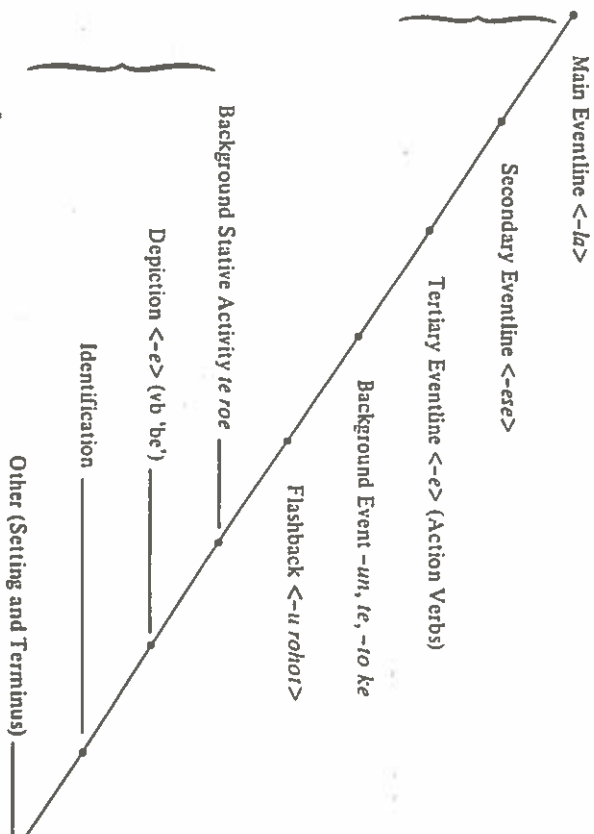 Main Eventline <-la>
Secondary Eventline <-ese>
Tertiary Eventline <-e> (Action Verbs)
Background Event -un, te, -to ke
Flashback <-u rohot>
Background Stative Activity te roe
Depiction <-e> (vb 'be')
Identification
Other (Setting and Terminus)